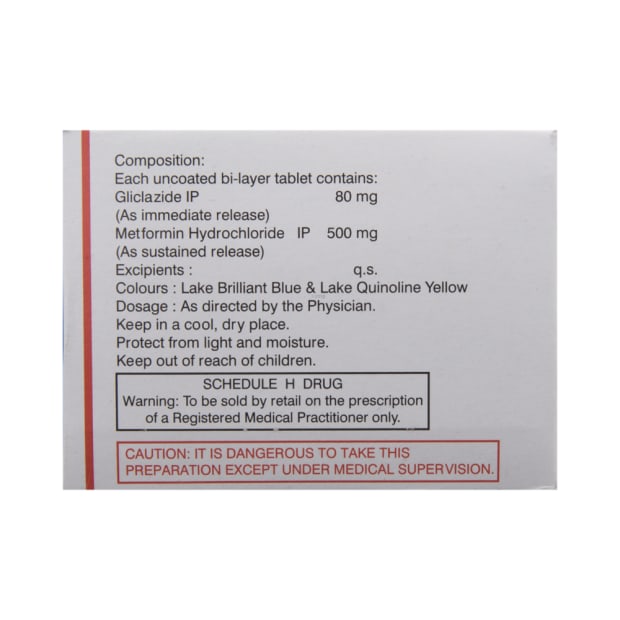 Composition:
Each uncoated bi-layer tablet contains:
Gliclazide IP 80 mg
(As immediate release)
Metformin Hydrochloride IP 500 mg
(As sustained release)
Excipients : q.s.
Colours : Lake Brilliant Blue & Lake Quinoline Yellow
Dosage : As directed by the Physician.
Keep in a cool, dry place.
Protect from light and moisture.
Keep out of reach of children.
SCHEDULE H DRUG
Warning: To be sold by retail on the prescription
of a Registered Medical Practitioner only.
CAUTION: IT IS DANGEROUS TO TAKE THIS
PREPARATION EXCEPT UNDER MEDICAL SUPERVISION.